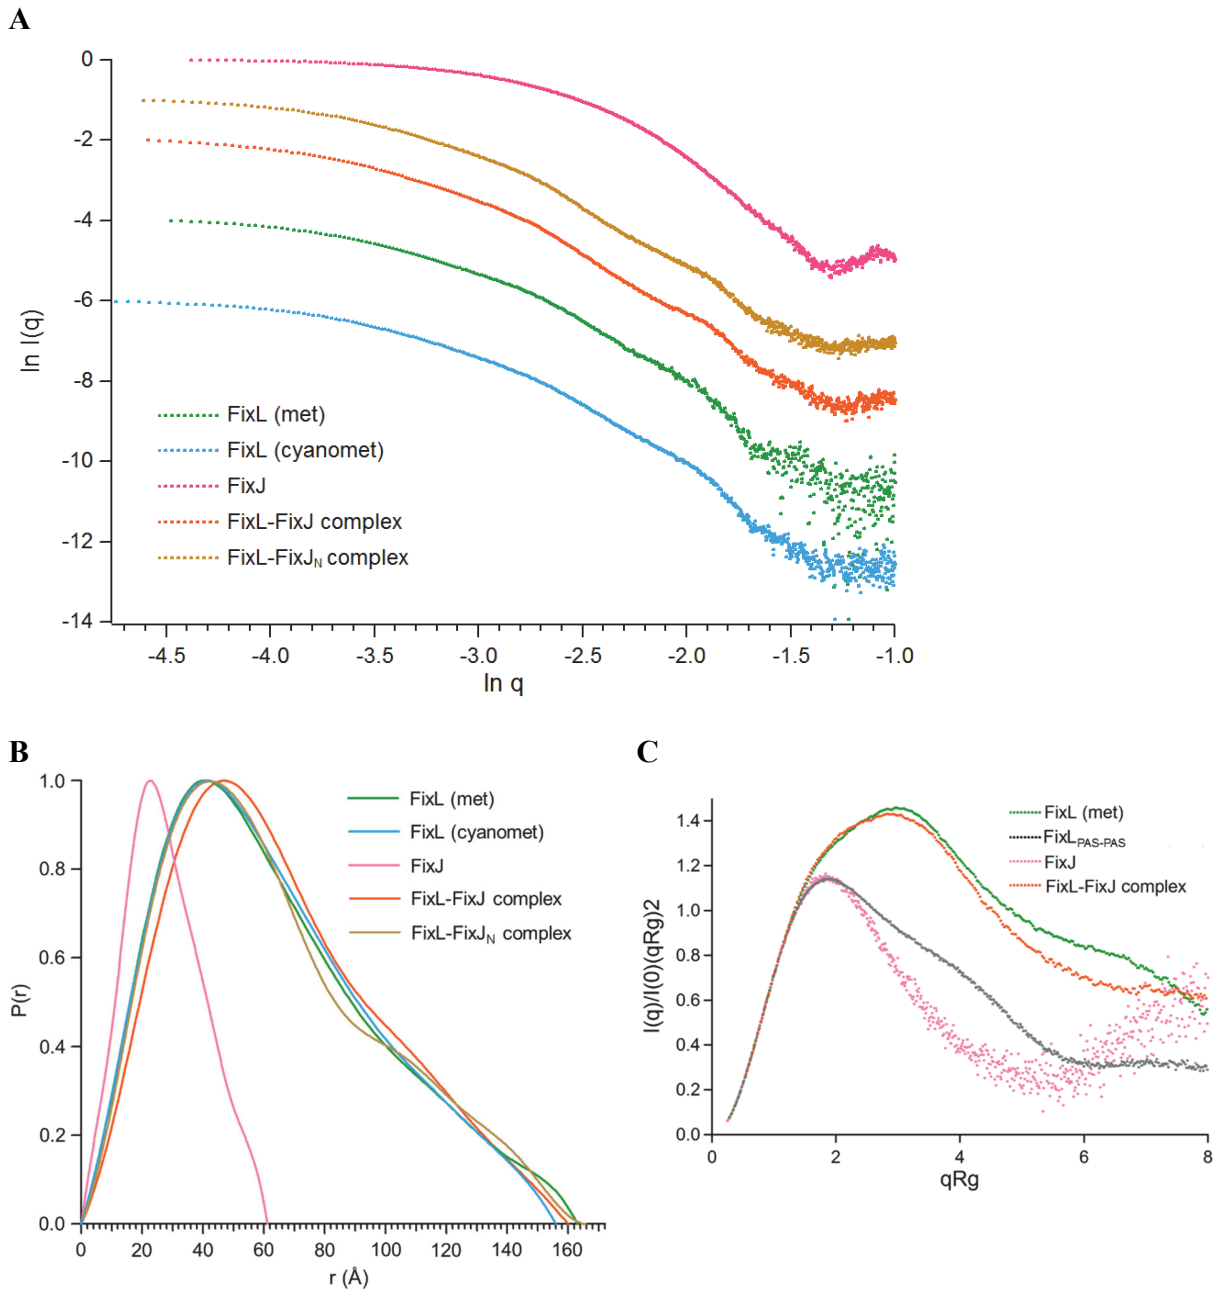 A
0
-2
-4
-6
-8
-10
-12
-14
ln I(q)
FixL (met)
FixL (cyanomet)
FixJ
FixL-FixJ complex
FixL-FixJN complex
-4.5 -4.0 -3.5 -3.0 -2.5 -2.0 -1.5 -1.0
ln q
B
1.0
0.8
0.6
0.4
0.2
0.0
P(r)
FixL (met)
FixL (cyanomet)
FixJ
FixL-FixJ complex
FixL-FixJN complex
0 20 40 60 80 100 120 140 160
r (Å)
C
1.4
1.2
1.0
0.8
0.6
0.4
0.2
0.0
I(q)/I(0)(qRg)2
FixL (met)
FixLPAS-PAS
FixJ
FixL-FixJ complex
0 2 4 6 8
qRg